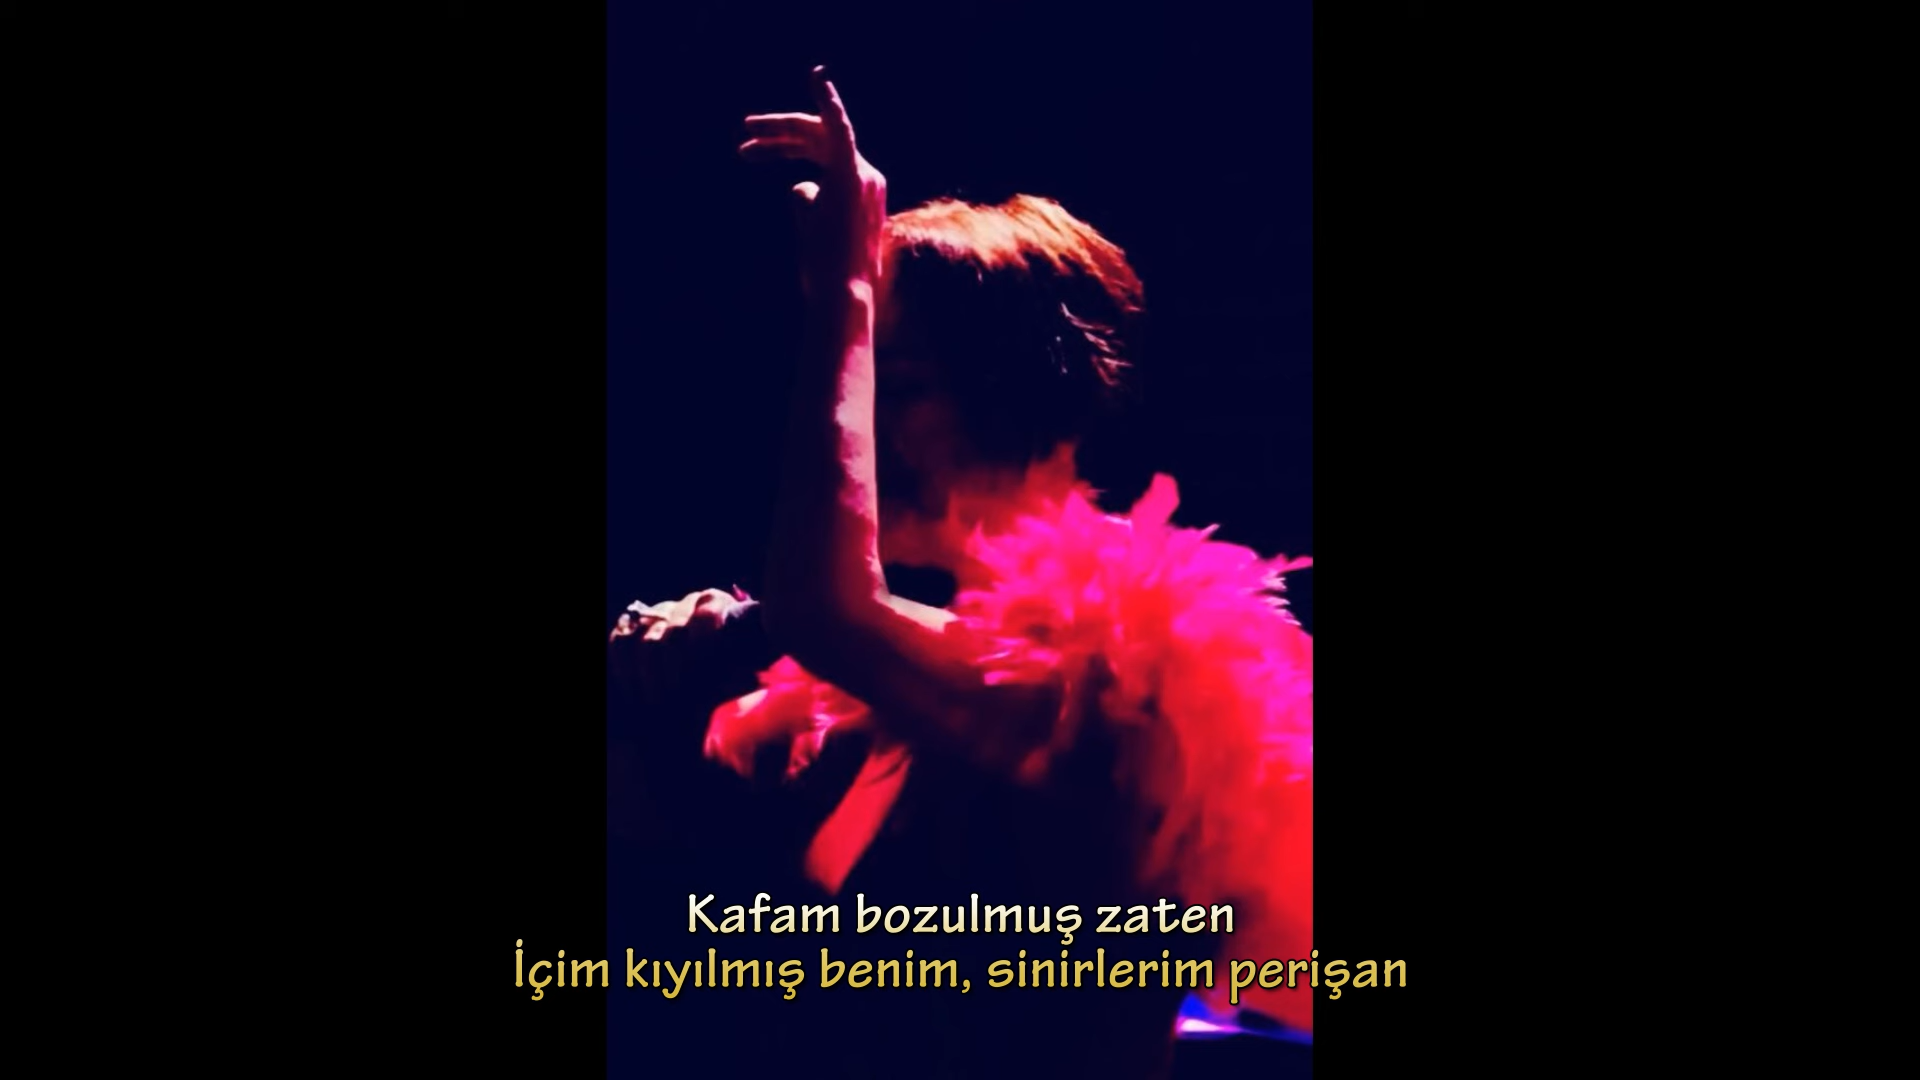 Kafam bozulmuş zaten
İçim kıyılmış benim, sinirlerim perişan